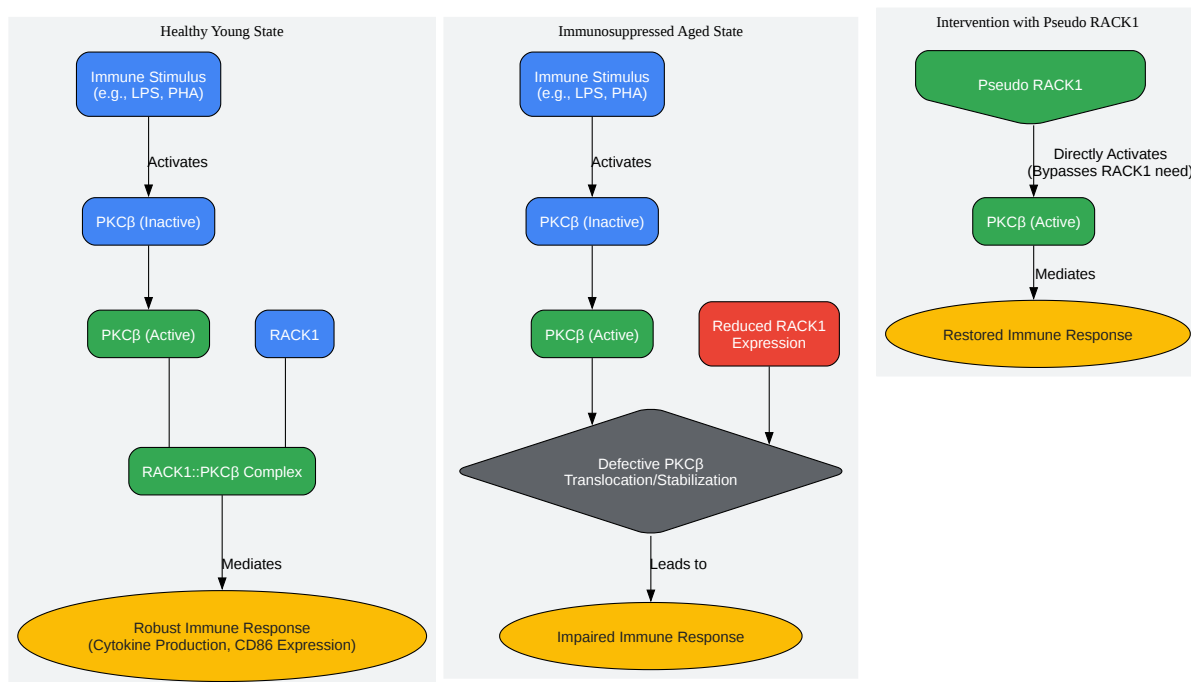 Healthy Young State
Immune Stimulus
(e.g., LPS, PHA)
Activates
PKCβ (Inactive)
PKCβ (Active)
RACK1
RACK1::PKCβ Complex
Mediates
Robust Immune Response
(Cytokine Production, CD86 Expression)
Immunosuppressed Aged State
Immune Stimulus
(e.g., LPS, PHA)
Activates
PKCβ (Inactive)
PKCβ (Active)
Reduced RACK1
Expression
Defective PKCβ
Translocation/Stabilization
Leads to
Impaired Immune Response
Intervention with Pseudo RACK1
Pseudo RACK1
Directly Activates
(Bypasses RACK1 need)
PKCβ (Active)
Mediates
Restored Immune Response